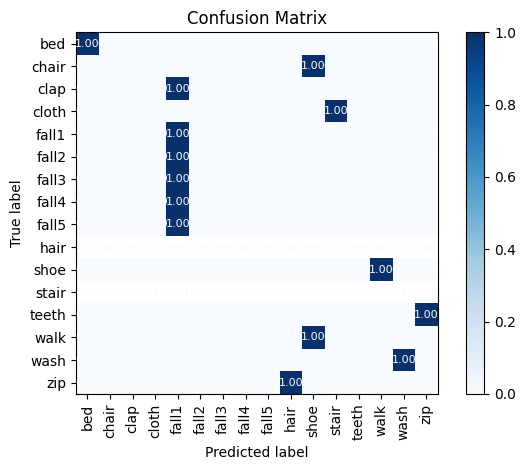 Confusion Matrix
True label
bed 1.00
chair 1.00
clap 1.00
cloth 1.00
fall1 1.00
fall2 1.00
fall3 1.00
fall4 1.00
fall5 1.00
hair
shoe 1.00
stair
teeth 1.00
walk 1.00
wash 1.00
zip 1.00
bed chair clap cloth fall1 fall2 fall3 fall4 fall5 hair shoe stair teeth walk wash zip
Predicted label
1.0
0.8
0.6
0.4
0.2
0.0